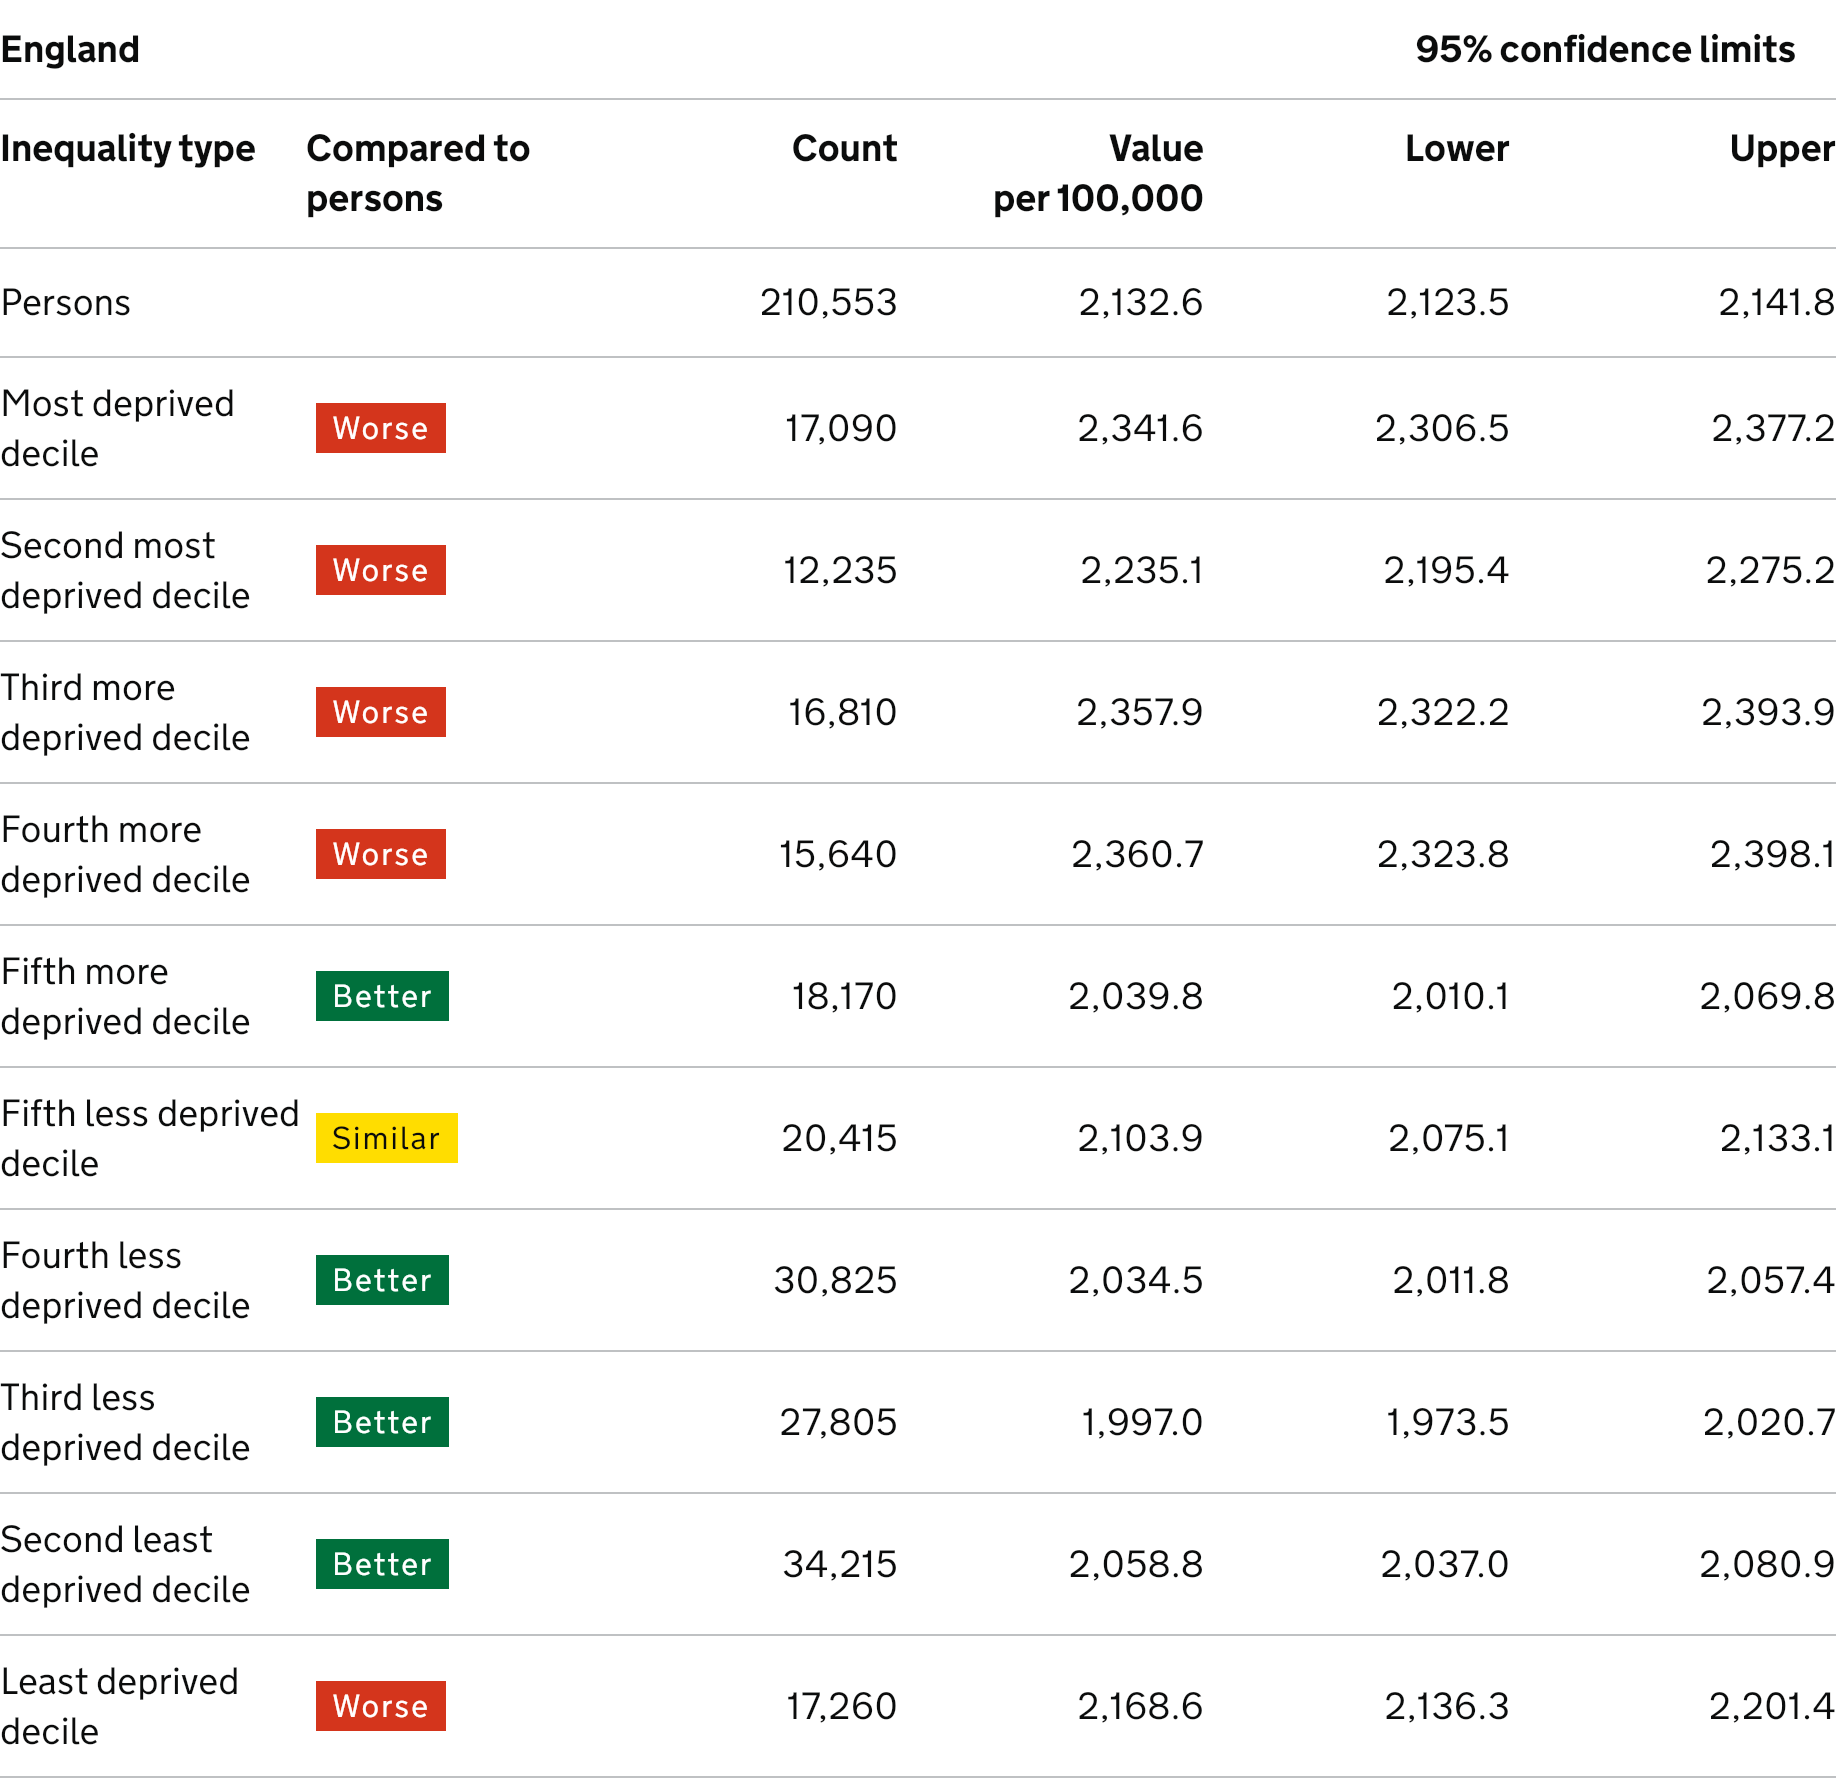 England 95% confidence limits
Inequality type Compared to Count Value Lower Upper
persons per 100,000
Persons 210,553 2,132.6 2,123.5 2,141.8
Most deprived
decile Worse 17,090 2,341.6 2,306.5 2,377.2
Second most
deprived decile Worse 12,235 2,235.1 2,195.4 2,275.2
Third more
deprived decile Worse 16,810 2,357.9 2,322.2 2,393.9
Fourth more
deprived decile Worse 15,640 2,360.7 2,323.8 2,398.1
Fifth more
deprived decile Better 18,170 2,039.8 2,010.1 2,069.8
Fifth less deprived
decile Similar 20,415 2,103.9 2,075.1 2,133.1
Fourth less
deprived decile Better 30,825 2,034.5 2,011.8 2,057.4
Third less
deprived decile Better 27,805 1,997.0 1,973.5 2,020.7
Second least
deprived decile Better 34,215 2,058.8 2,037.0 2,080.9
Least deprived
decile Worse 17,260 2,168.6 2,136.3 2,201.4